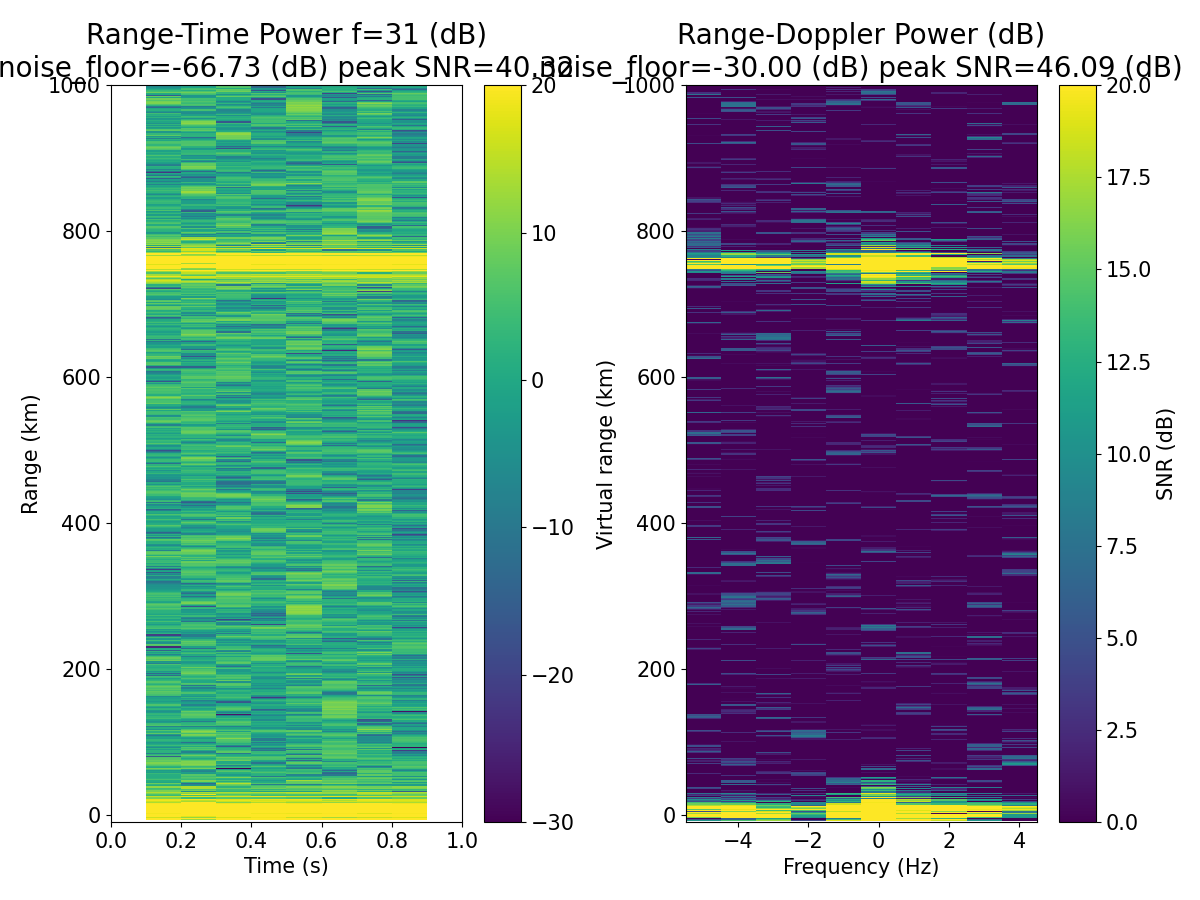 Range-Time Power f=31 (dB)
noise_floor=-66.73 (dB) peak SNR=40.32
Range-Doppler Power (dB)
noise_floor=-30.00 (dB) peak SNR=46.09 (dB)
1000
800
600
400
200
0
Range (km)
0.0 0.2 0.4 0.6 0.8 1.0
Time (s)
20
10
0
−10
−20
−30
1000
800
600
400
200
0
Virtual range (km)
−4 −2 0 2 4
Frequency (Hz)
20.0
17.5
15.0
12.5
10.0
7.5
5.0
2.5
0.0
SNR (dB)